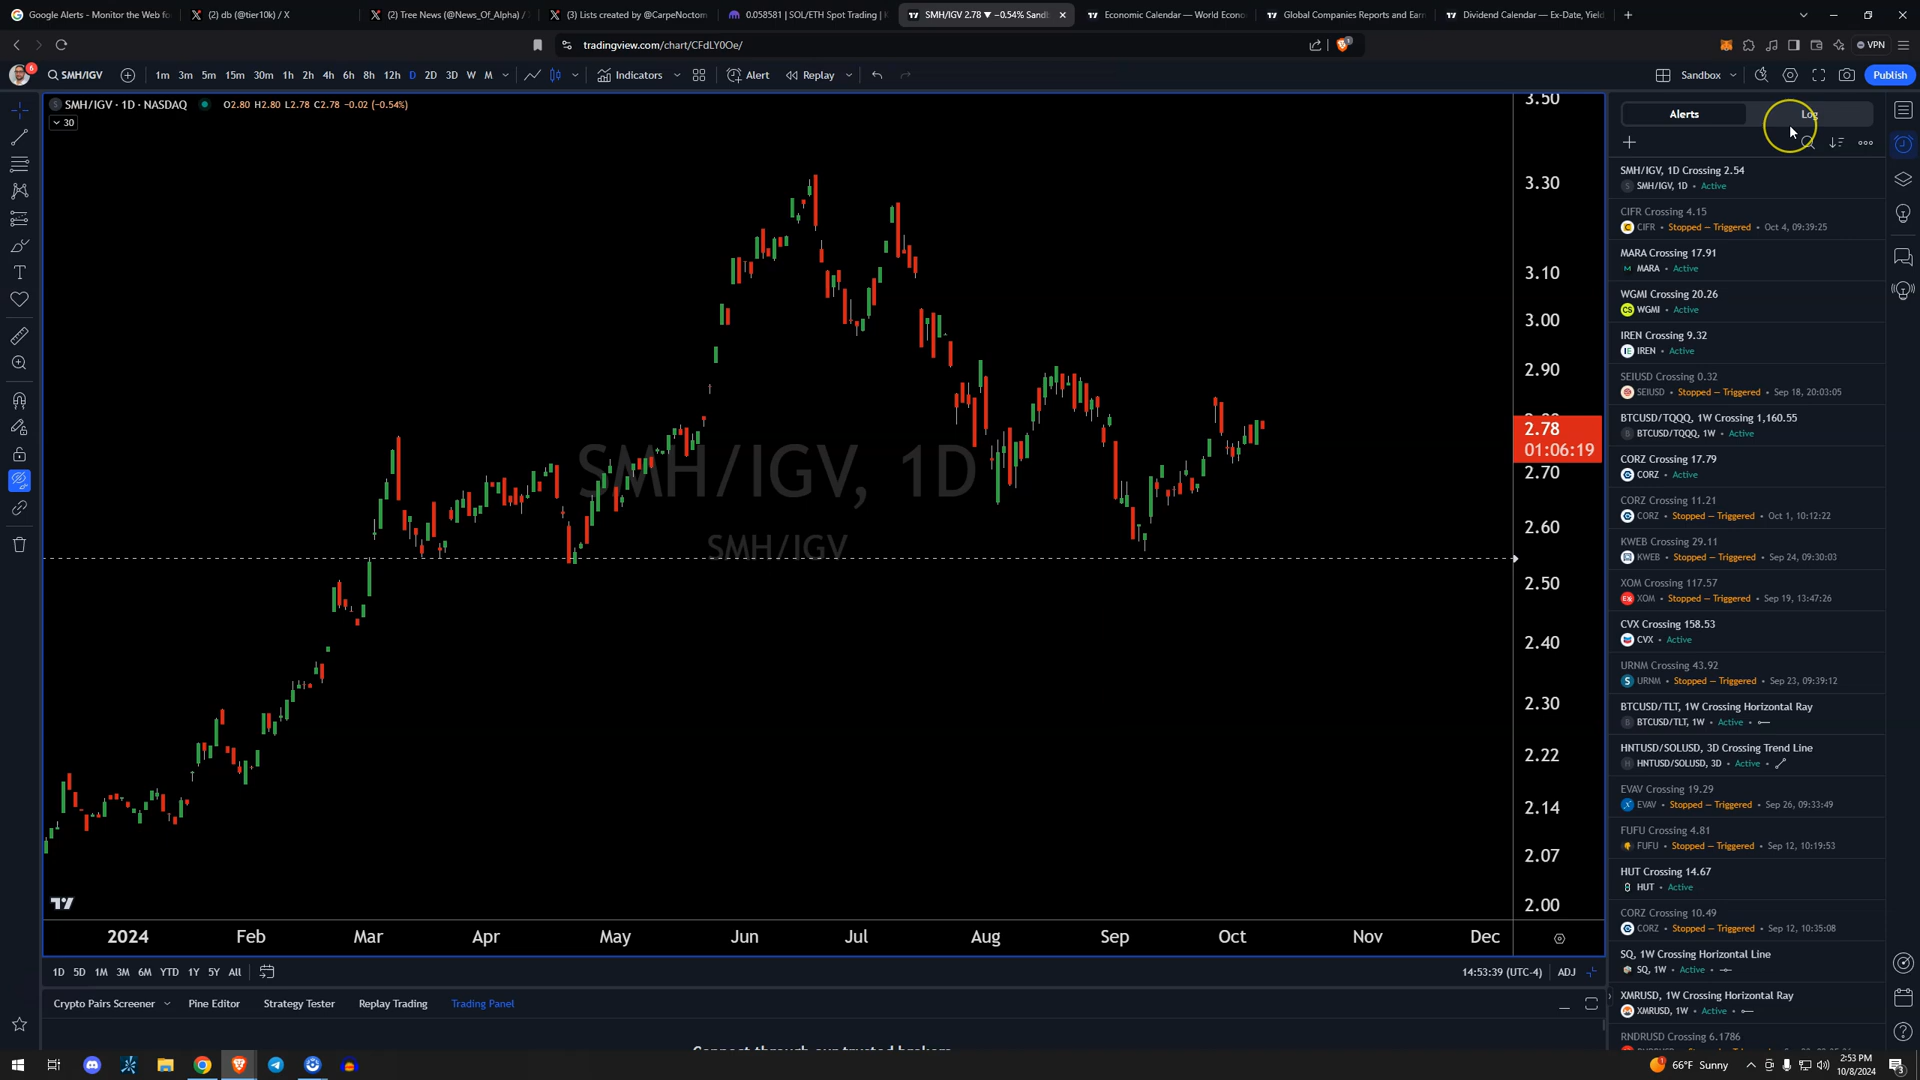 Google Alerts - Monitor the Web fo
(2) db (@tier10k) / X
(2) Tree News (@News_Of_Alpha) /
(3) Lists created by @CarpeNoctom
0.058581 | SOL/ETH Spot Trading |
SMH/IGV 2.78 ▼ −0.54% Sandb
Economic Calendar — World Econo
Global Companies Reports and Earn
Dividend Calendar — Ex-Date, Yield
tradingview.com/chart/CFdLY0Oe/
VPN
6
SMH/IGV
1m 3m 5m 15m 30m 1h 2h 4h 6h 8h 12h D 2D 3D W M
Indicators
Alert
Replay
Sandbox
Publish
SMH/IGV · 1D · NASDAQ
O2.80 H2.80 L2.78 C2.78 −0.02 (−0.54%)
30
SMH/IGV, 1D
SMH/IGV
3.50
3.30
3.10
3.00
2.90
2.78
01:06:19
2.70
2.60
2.50
2.40
2.30
2.22
2.14
2.07
2.00
2024 Feb Mar Apr May Jun Jul Aug Sep Oct Nov Dec
1D 5D 1M 3M 6M YTD 1Y 5Y All
14:53:39 (UTC-4) ADJ
Crypto Pairs Screener
Pine Editor
Strategy Tester
Replay Trading
Trading Panel
Connect through our trusted brokers
Alerts
Log
SMH/IGV, 1D Crossing 2.54
SMH/IGV, 1D • Active
CIFR Crossing 4.15
CIFR • Stopped — Triggered • Oct 4, 09:39:25
MARA Crossing 17.91
MARA • Active
WGMI Crossing 20.26
WGMI • Active
IREN Crossing 9.32
IREN • Active
SEIUSD Crossing 0.32
SEIUSD • Stopped — Triggered • Sep 18, 20:03:05
BTCUSD/TQQQ, 1W Crossing 1,160.55
BTCUSD/TQQQ, 1W • Active
CORZ Crossing 17.79
CORZ • Active
CORZ Crossing 11.21
CORZ • Stopped — Triggered • Oct 1, 10:12:22
KWEB Crossing 29.11
KWEB • Stopped — Triggered • Sep 24, 09:30:03
XOM Crossing 117.57
XOM • Stopped — Triggered • Sep 19, 13:47:26
CVX Crossing 158.53
CVX • Active
URNM Crossing 43.92
URNM • Stopped — Triggered • Sep 23, 09:39:12
BTCUSD/TLT, 1W Crossing Horizontal Ray
BTCUSD/TLT, 1W • Active •
HNTUSD/SOLUSD, 3D Crossing Trend Line
HNTUSD/SOLUSD, 3D • Active •
EVAV Crossing 19.29
EVAV • Stopped — Triggered • Sep 26, 09:33:49
FUFU Crossing 4.81
FUFU • Stopped — Triggered • Sep 12, 10:19:53
HUT Crossing 14.67
HUT • Active
CORZ Crossing 10.49
CORZ • Stopped — Triggered • Sep 12, 10:35:08
SQ, 1W Crossing Horizontal Line
SQ, 1W • Active •
XMRUSD, 1W Crossing Horizontal Ray
XMRUSD, 1W • Active •
RNDRUSD Crossing 6.1786
66°F Sunny
2:53 PM
10/8/2024